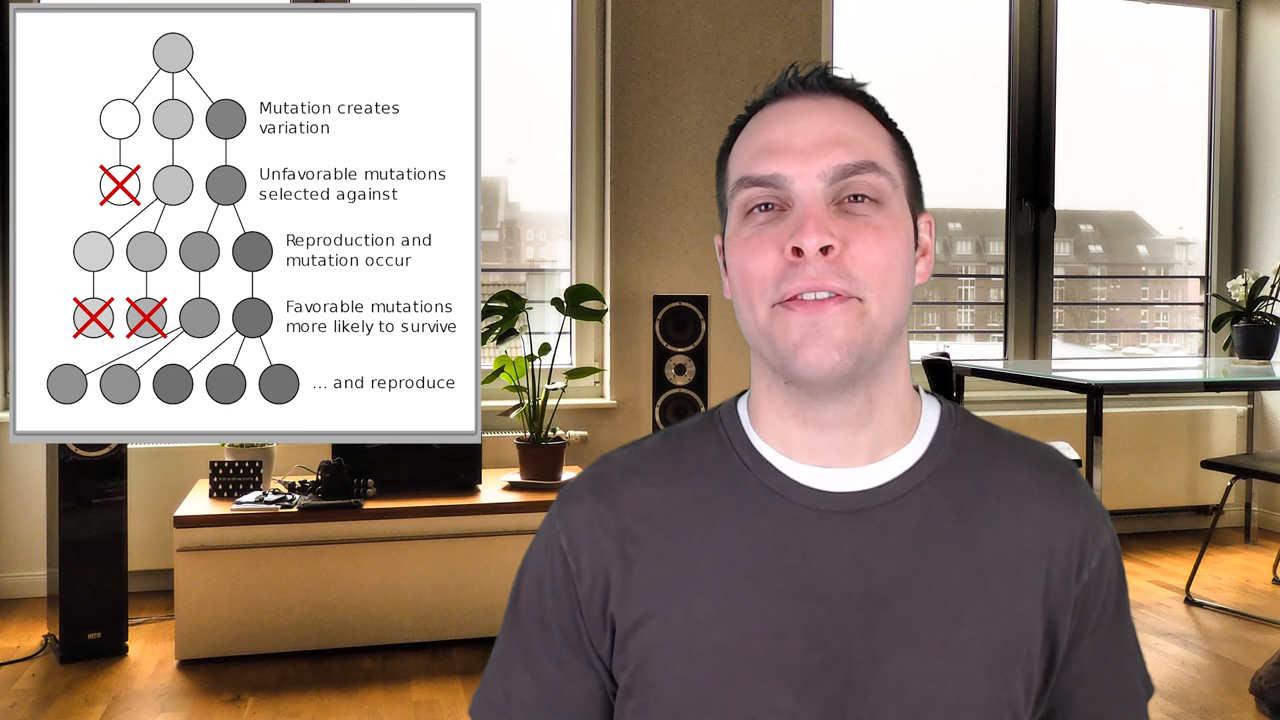 Mutation creates
variation
Unfavorable mutations
selected against
Reproduction and
mutation occur
Favorable mutations
more likely to survive
... and reproduce
HECO